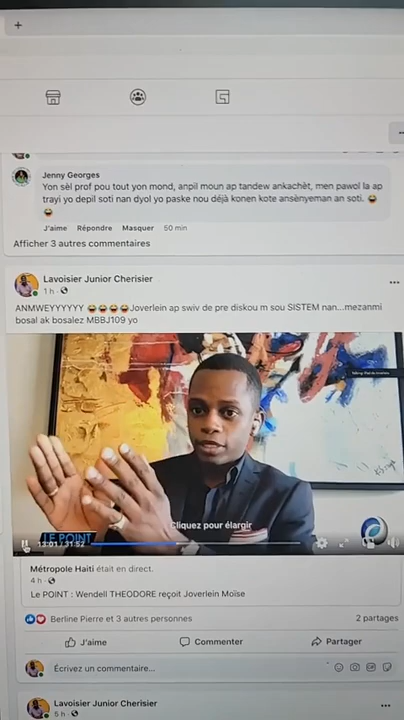 Jenny Georges
Yon sèl prof pou tout yon mond, anpil moun ap tandew ankachèt, men pawol la ap
trayi yo depil soti nan dyol yo paske nou déjà konen kote ansènyeman an soti. 😂
😂
J'aime Répondre Masquer 50 min
Afficher 3 autres commentaires
Lavoisier Junior Cherisier
1 h
ANMWEYYYYYY 😂😂😂😂Joverlein ap swiv de pre diskou m sou SISTEM nan...mezanmi
bosal ak bosalez MBBJ109 yo
Cliquez pour élargir
LE POINT
13:01 / 31:52
Métropole Haiti était en direct.
4 h
Le POINT : Wendell THEODORE reçoit Joverlein Moïse
Berline Pierre et 3 autres personnes 2 partages
J'aime Commenter Partager
Écrivez un commentaire...
Lavoisier Junior Cherisier
5 h